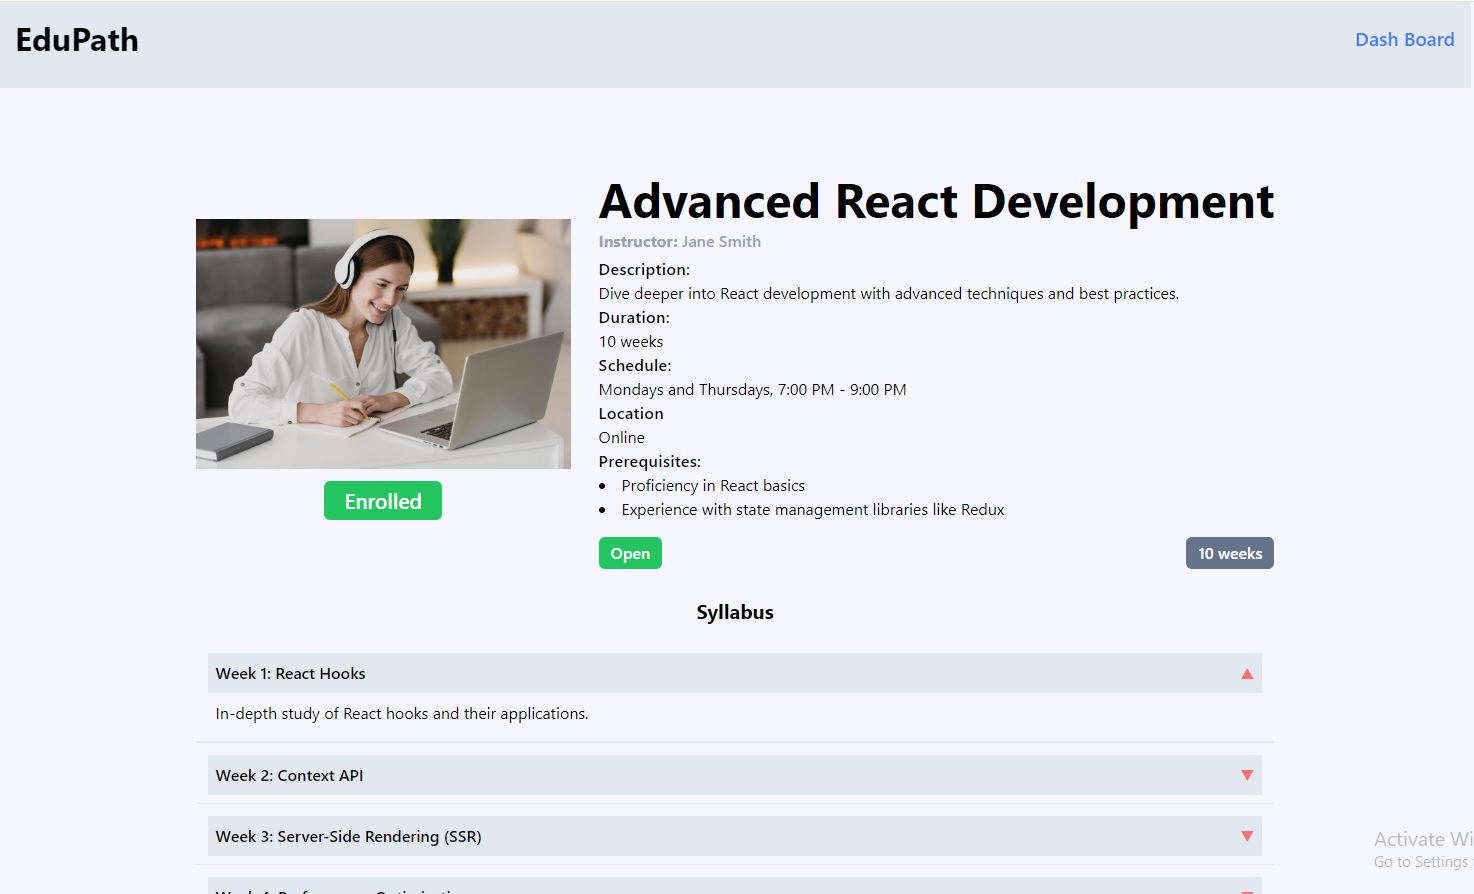 EduPath
Dash Board
Advanced React Development
Instructor: Jane Smith
Description:
Dive deeper into React development with advanced techniques and best practices.
Duration:
10 weeks
Schedule:
Mondays and Thursdays, 7:00 PM - 9:00 PM
Location
Online
Prerequisites:
Proficiency in React basics
Experience with state management libraries like Redux
Enrolled
Open
10 weeks
Syllabus
Week 1: React Hooks
In-depth study of React hooks and their applications.
Week 2: Context API
Week 3: Server-Side Rendering (SSR)
Activate Wi
Go to Settings